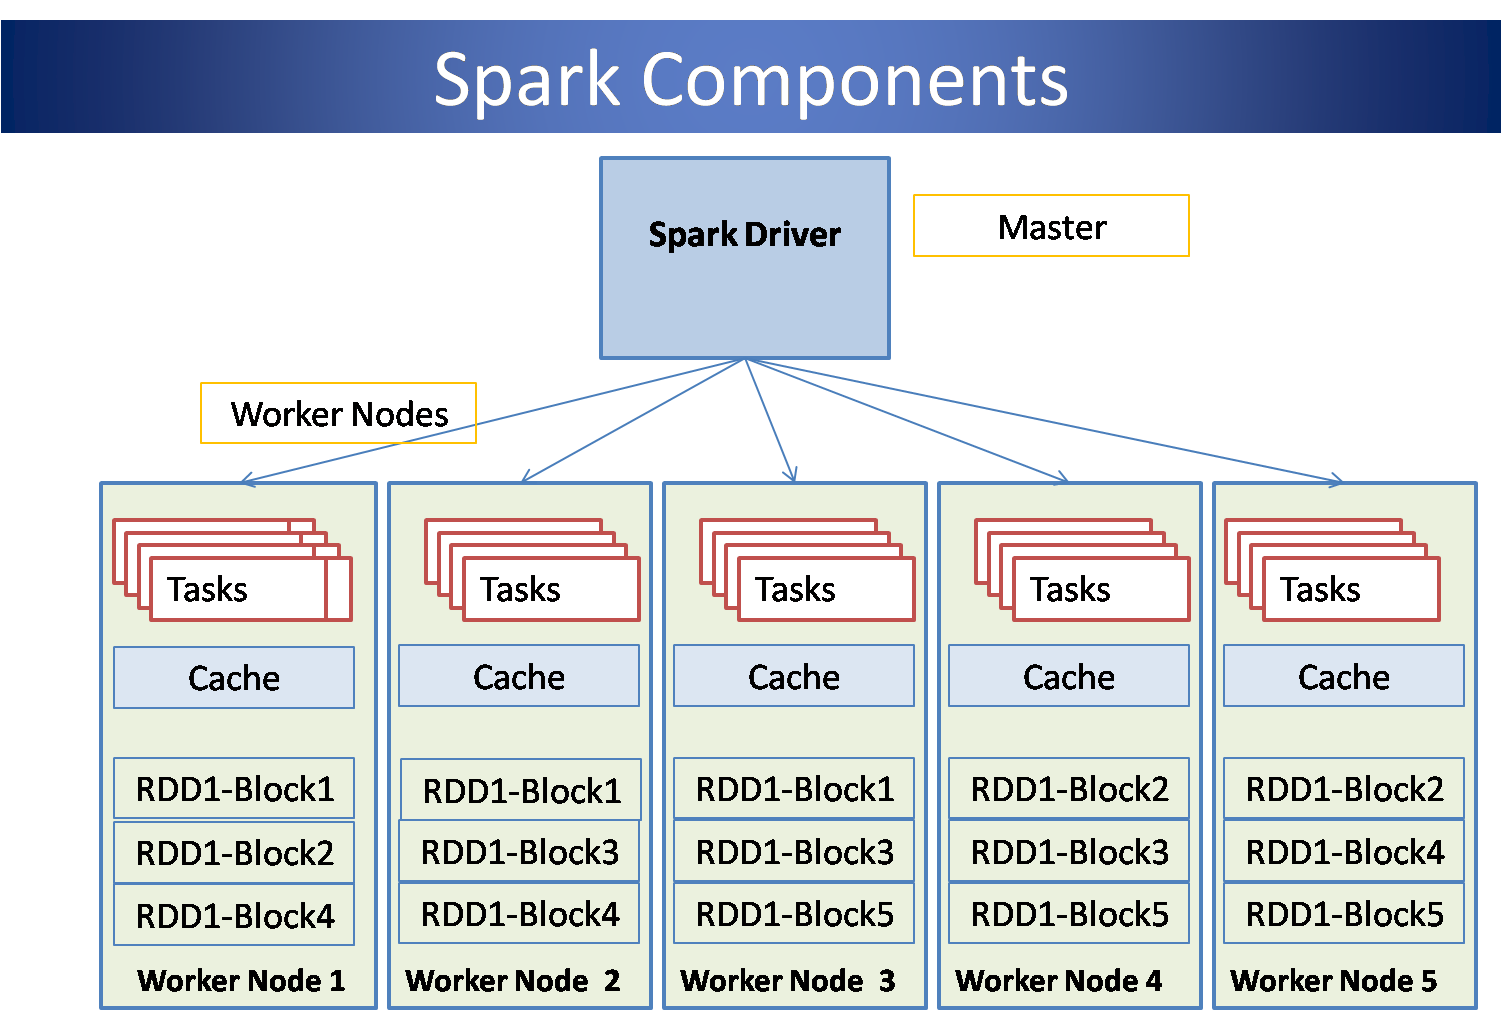 Spark Components
Spark Driver
Master
Worker Nodes
Tasks
Cache
RDD1-Block1
RDD1-Block2
RDD1-Block4
Worker Node 1
Tasks
Cache
RDD1-Block1
RDD1-Block3
RDD1-Block4
Worker Node 2
Tasks
Cache
RDD1-Block1
RDD1-Block3
RDD1-Block5
Worker Node 3
Tasks
Cache
RDD1-Block2
RDD1-Block3
RDD1-Block5
Worker Node 4
Tasks
Cache
RDD1-Block2
RDD1-Block4
RDD1-Block5
Worker Node 5